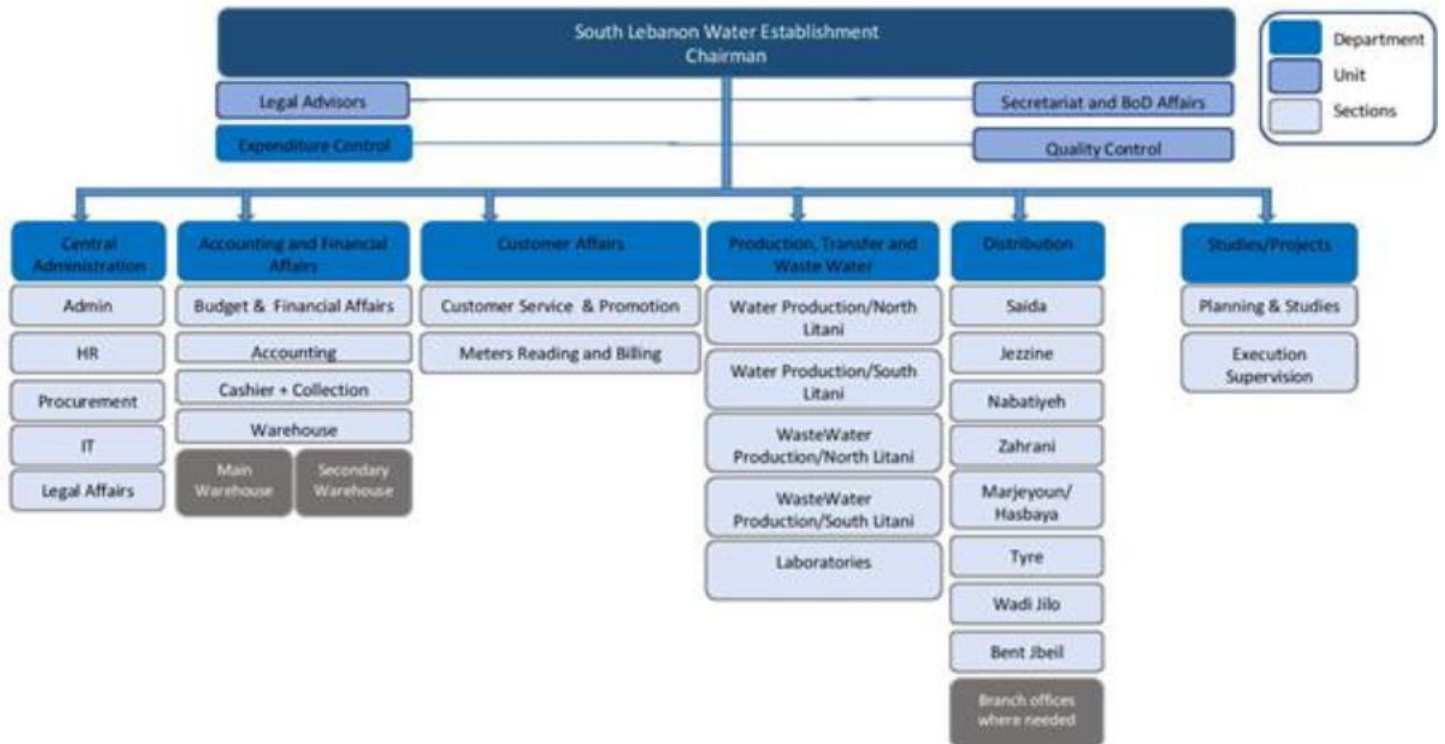 South Lebanon Water Establishment
Chairman
Department
Unit
Sections
Legal Advisors
Secretariat and BoD Affairs
Expenditure Control
Quality Control
Central
Administration
Admin
HR
Procurement
IT
Legal Affairs
Accounting and Financial
Affairs
Budget & Financial Affairs
Accounting
Cashier + Collection
Warehouse
Main
Warehouse
Secondary
Warehouse
Customer Affairs
Customer Service & Promotion
Meters Reading and Billing
Production, Transfer and
Waste Water
Water Production/North
Litani
Water Production/South
Litani
WasteWater
Production/North Litani
WasteWater
Production/South Litani
Laboratories
Distribution
Saida
Jezzine
Nabatiyeh
Zahrani
Marjeyoun/
Hasbaya
Tyre
Wadi Jilo
Bent Jbeil
Branch offices
where needed
Studies/Projects
Planning & Studies
Execution
Supervision